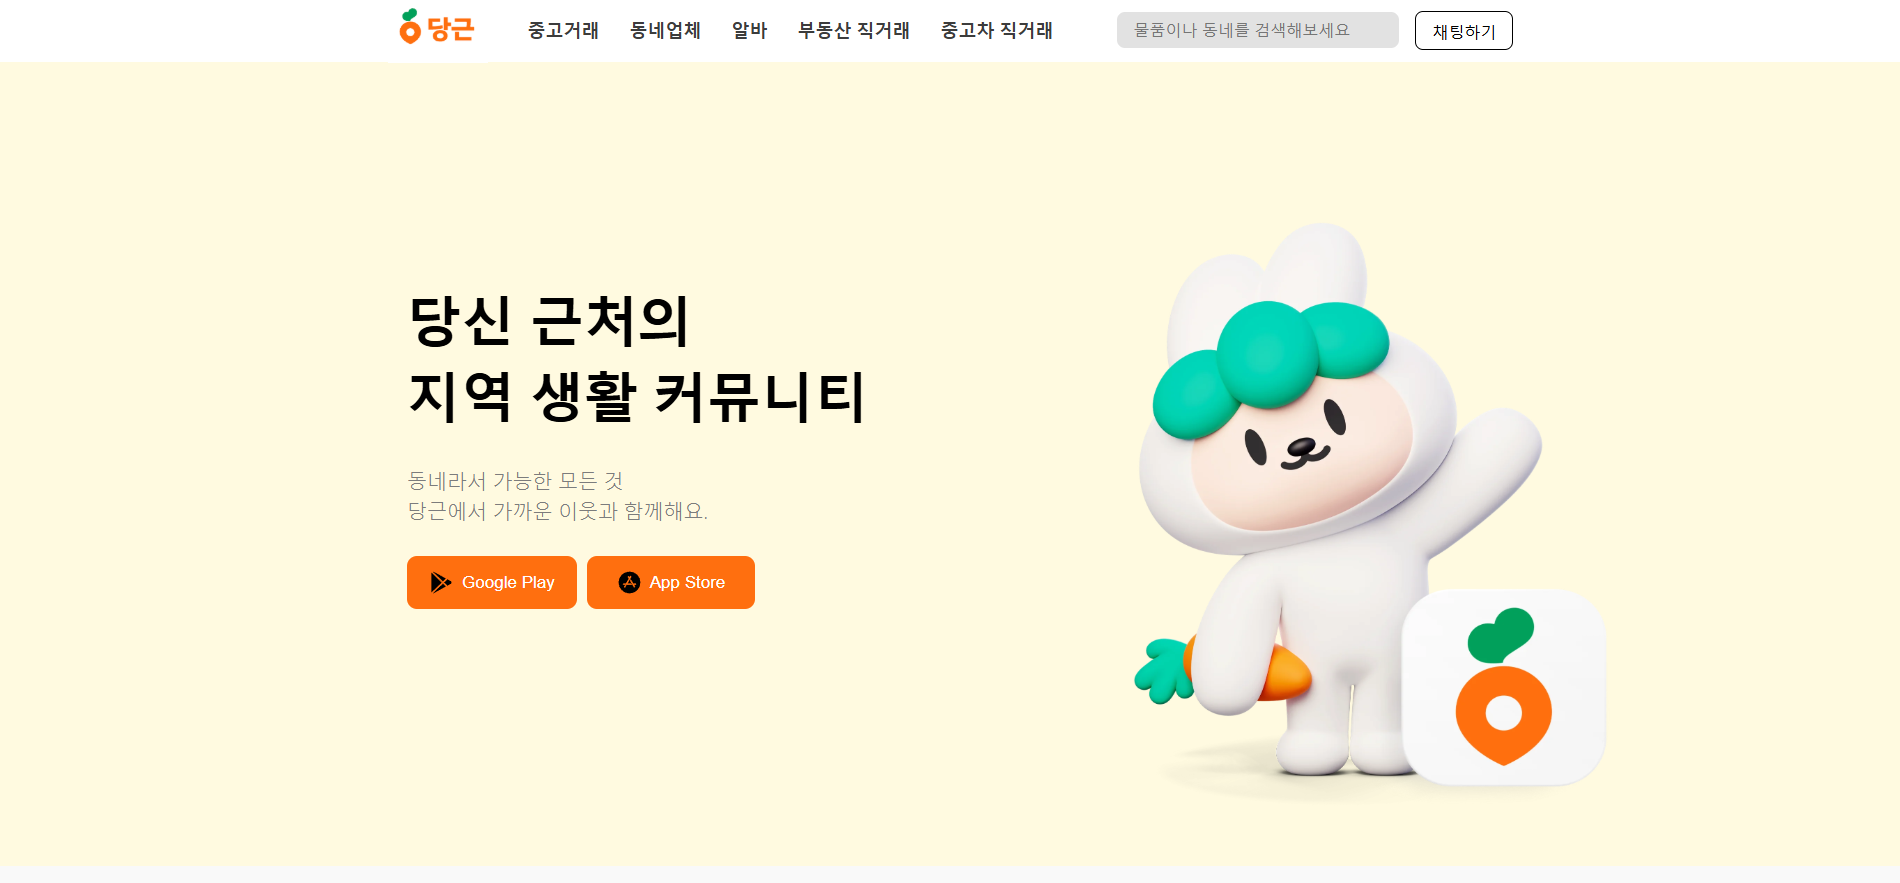 당근 중고거래 동네업체 알바 부동산 직거래 중고차 직거래 물품이나 동네를 검색해보세요 채팅하기
당신 근처의
지역 생활 커뮤니티
동네라서 가능한 모든 것
당근에서 가까운 이웃과 함께해요.
Google Play App Store